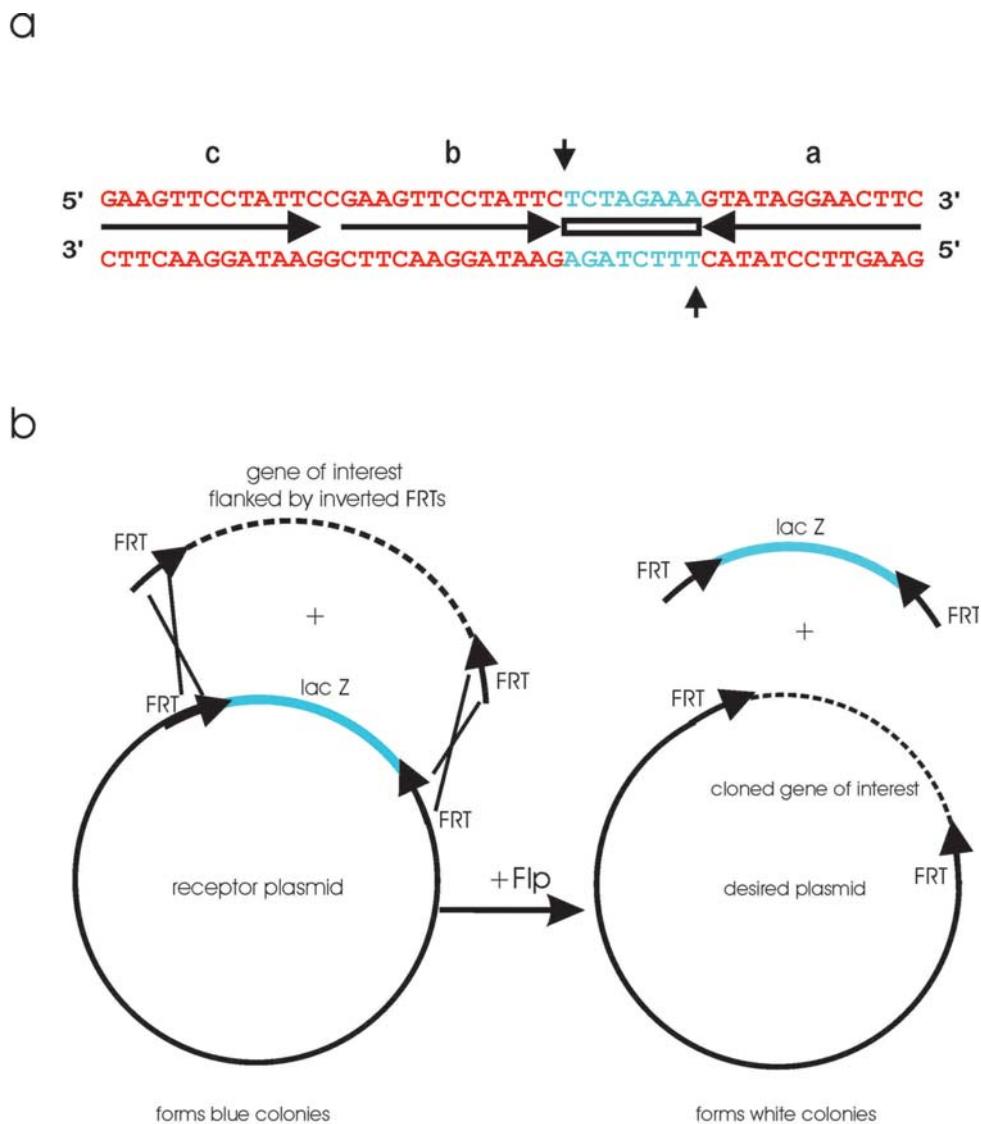 a
c b a
5' GAAGTTCCTATTCCGAAGTTCCTATTCTCTAGAAAGTATAGGAACTTC 3'
3' CTTCAAGGATAAGGCTTCAAGGATAAGAGATCTTTCATATCCTTGAAG 5'
b
gene of interest
flanked by inverted FRTs
FRT
+
FRT
FRT
lac Z
FRT
receptor plasmid
forms blue colonies
+Flp
lac Z
FRT
FRT
+
FRT
cloned gene of interest
FRT
desired plasmid
forms white colonies